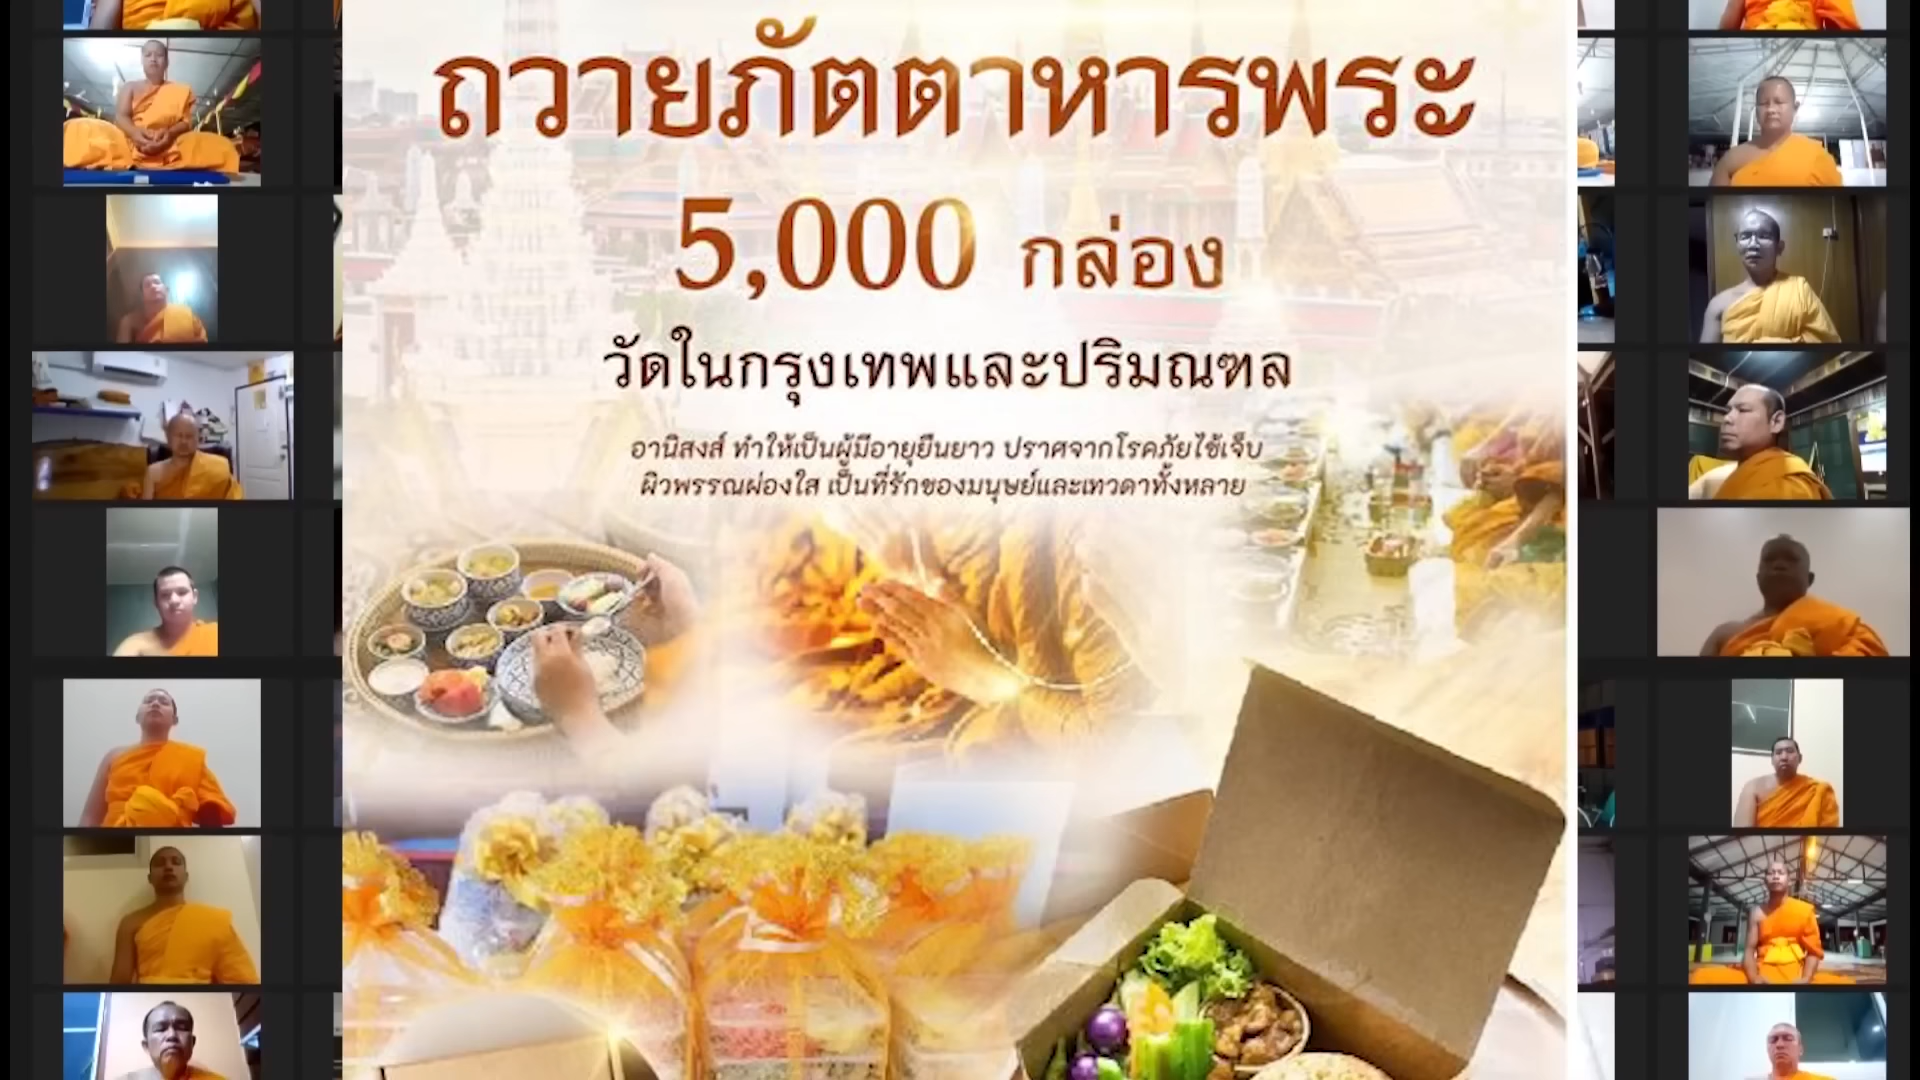 ถวายภัตตาหารพระ
5,000 กล่อง
วัดในกรุงเทพและปริมณฑล
อานิสงส์ ทำให้เป็นผู้มีอายุยืนยาว ปราศจากโรคภัยไข้เจ็บ
ผิวพรรณผ่องใส เป็นที่รักของมนุษย์และเทวดาทั้งหลาย